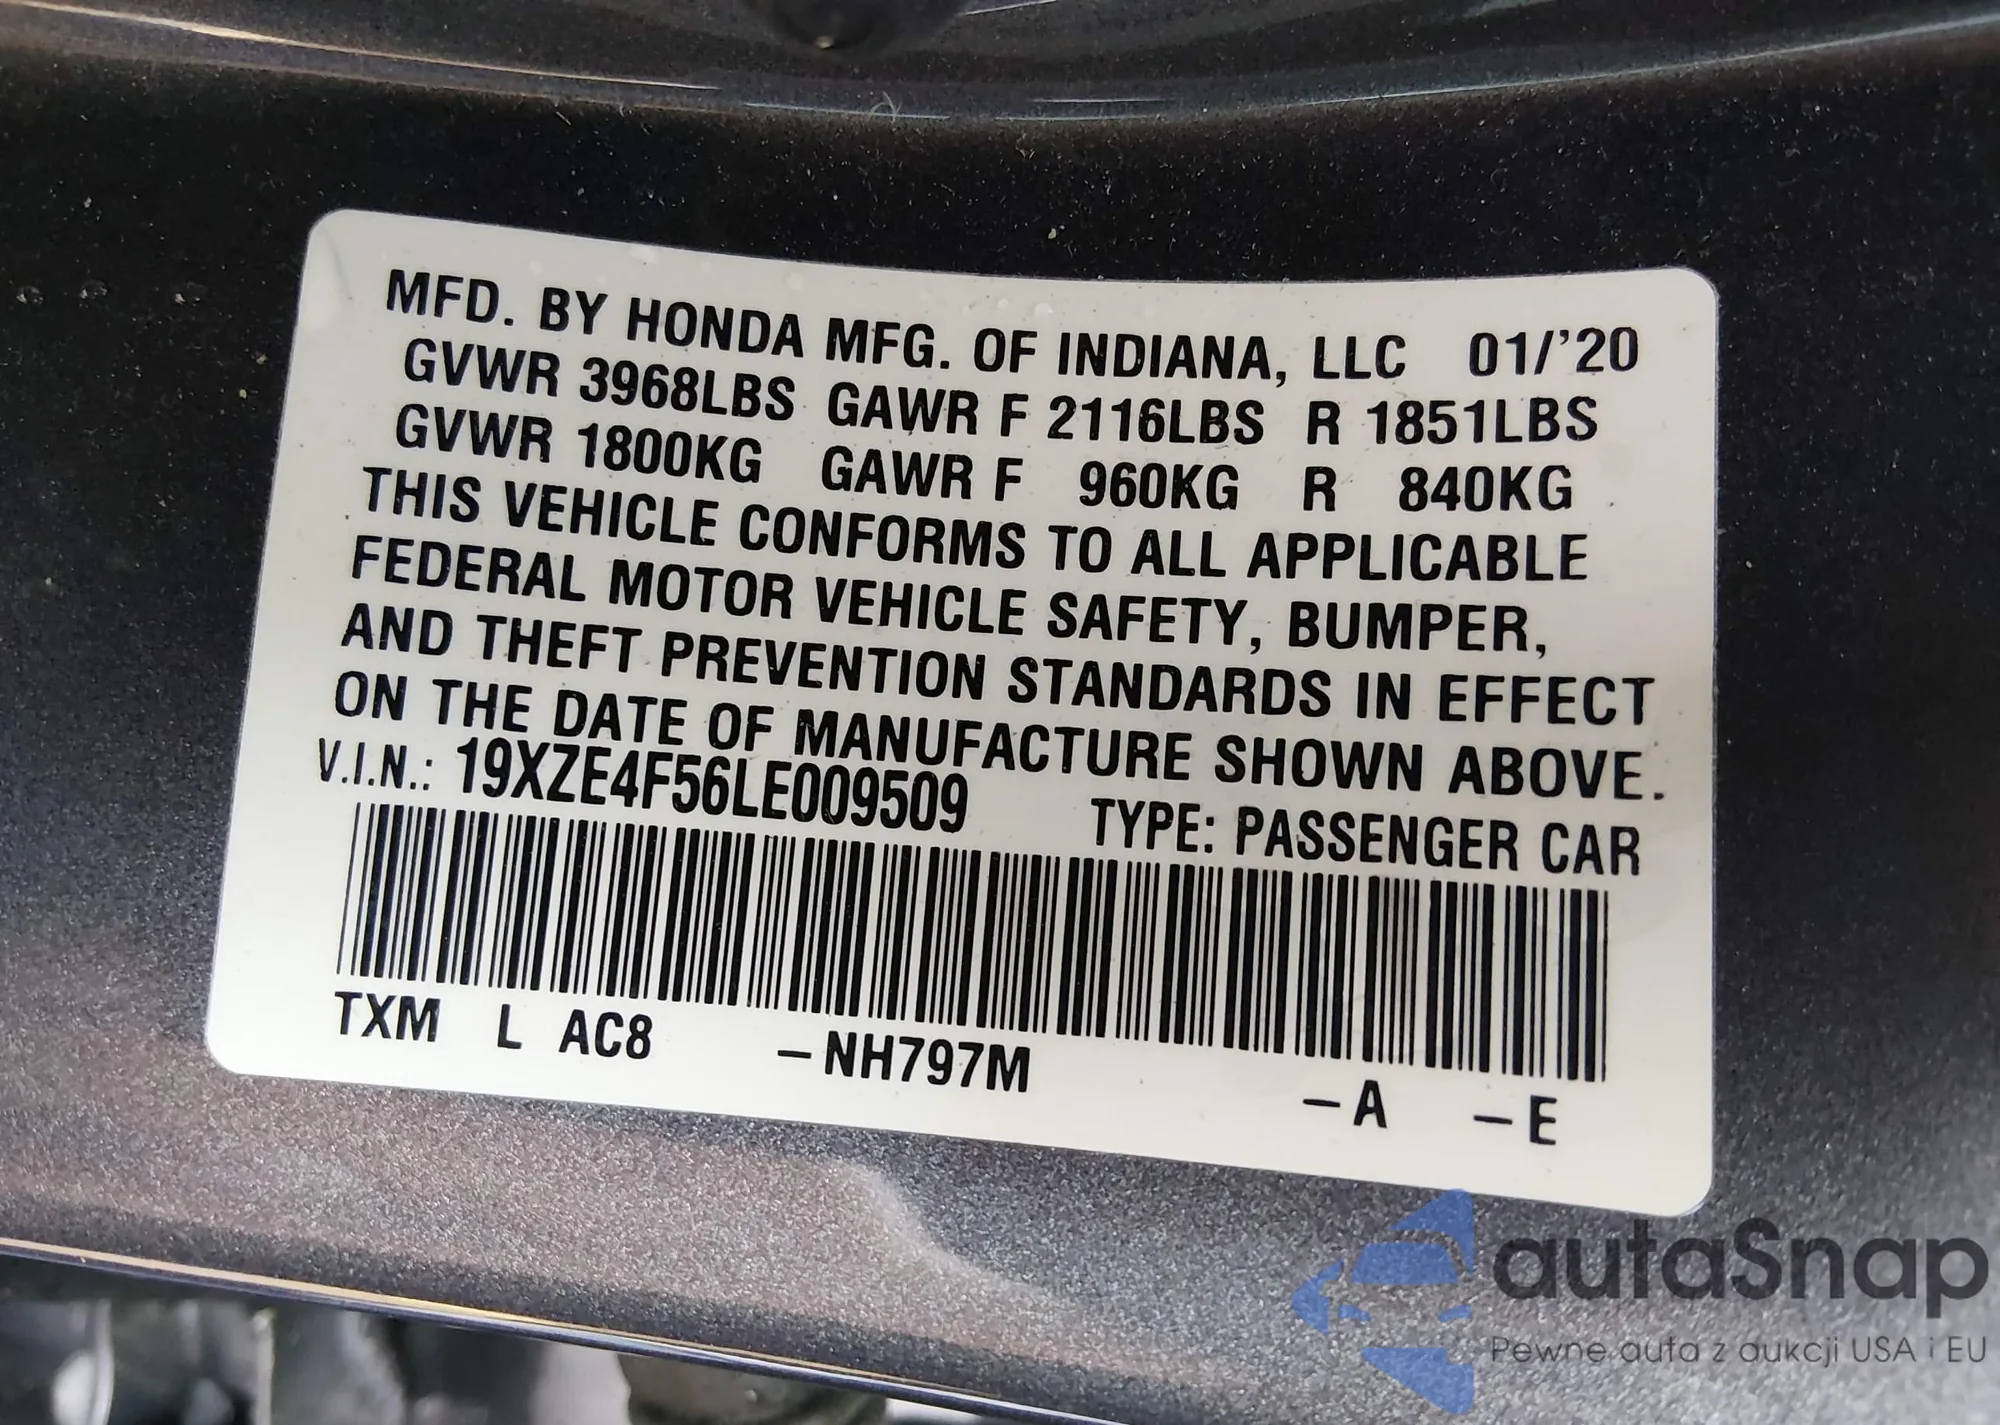 MFD. BY HONDA MFG. OF INDIANA, LLC 01/'20
GVWR 3968LBS GAWR F 2116LBS R 1851LBS
GVWR 1800KG GAWR F 960KG R 840KG
THIS VEHICLE CONFORMS TO ALL APPLICABLE
FEDERAL MOTOR VEHICLE SAFETY, BUMPER,
AND THEFT PREVENTION STANDARDS IN EFFECT
ON THE DATE OF MANUFACTURE SHOWN ABOVE.
V.I.N.: 19XZE4F56LE009509 TYPE: PASSENGER CAR
TXM L AC8 –NH797M –A –E
autaSnap
Pewne auta z aukcji USA i EU